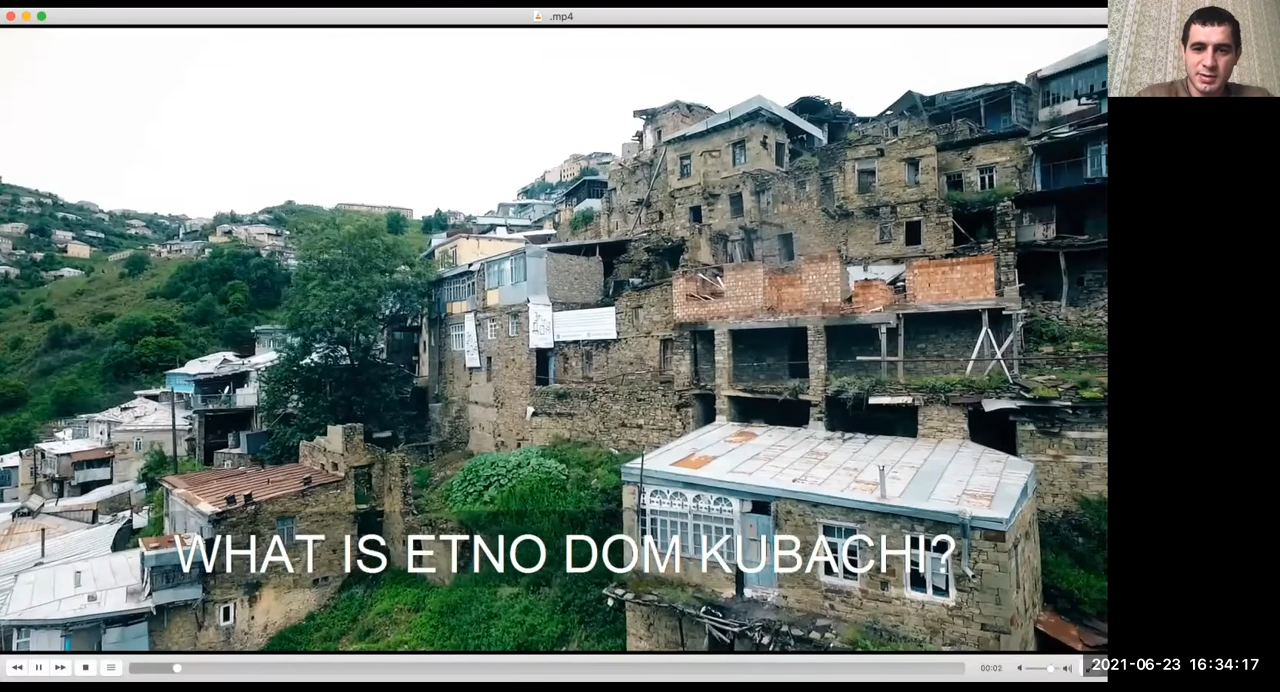 .mp4
WHAT IS ETNO DOM KUBACHI?
00:02
2021-06-23 16:34:17